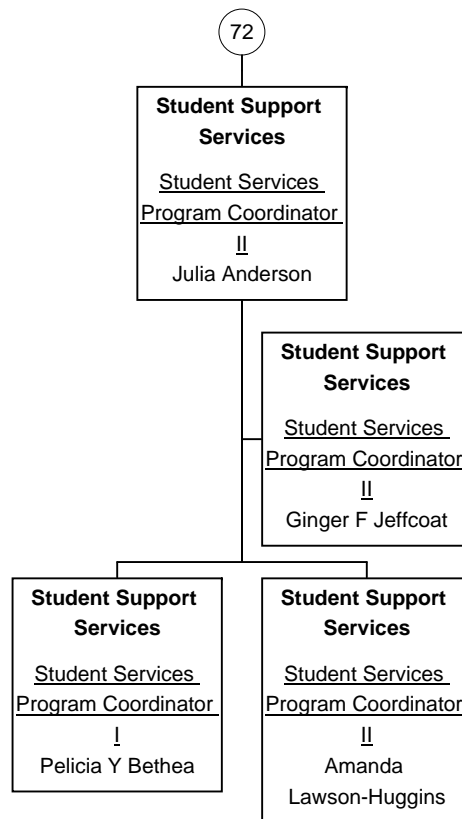 72
Student Support
Services
Student Services
Program Coordinator
II
Julia Anderson
Student Support
Services
Student Services
Program Coordinator
II
Ginger F Jeffcoat
Student Support
Services
Student Services
Program Coordinator
I
Pelicia Y Bethea
Student Support
Services
Student Services
Program Coordinator
II
Amanda
Lawson-Huggins